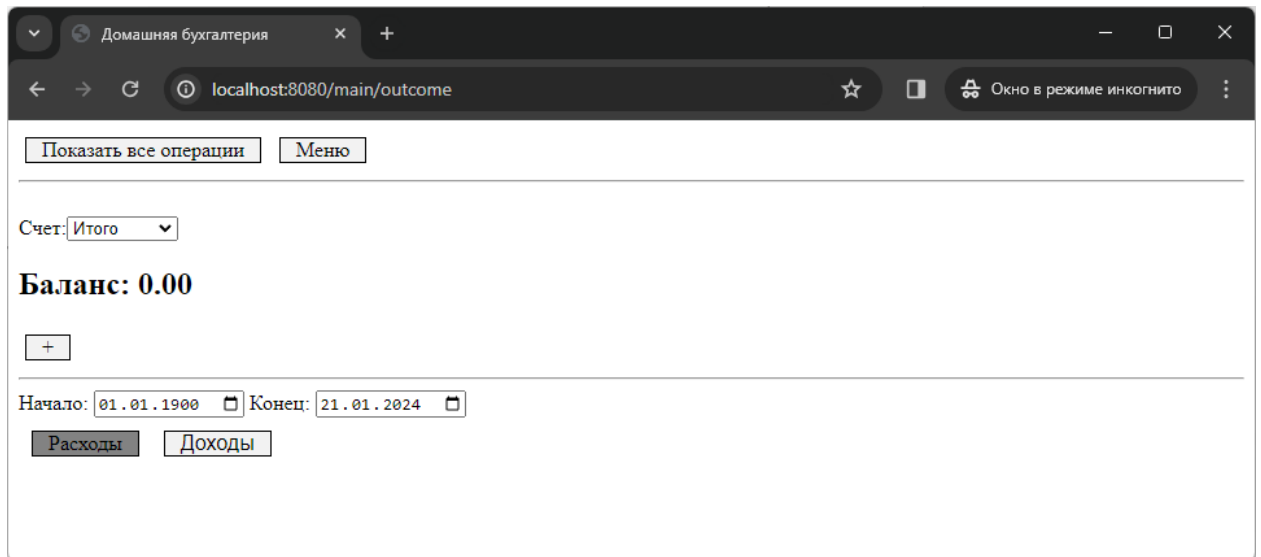 Домашняя бухгалтерия
localhost:8080/main/outcome
Окно в режиме инкогнито
Показать все операции Меню
Счет: Итого
Баланс: 0.00
+
Начало: 01.01.1900 Конец: 21.01.2024
Расходы Доходы